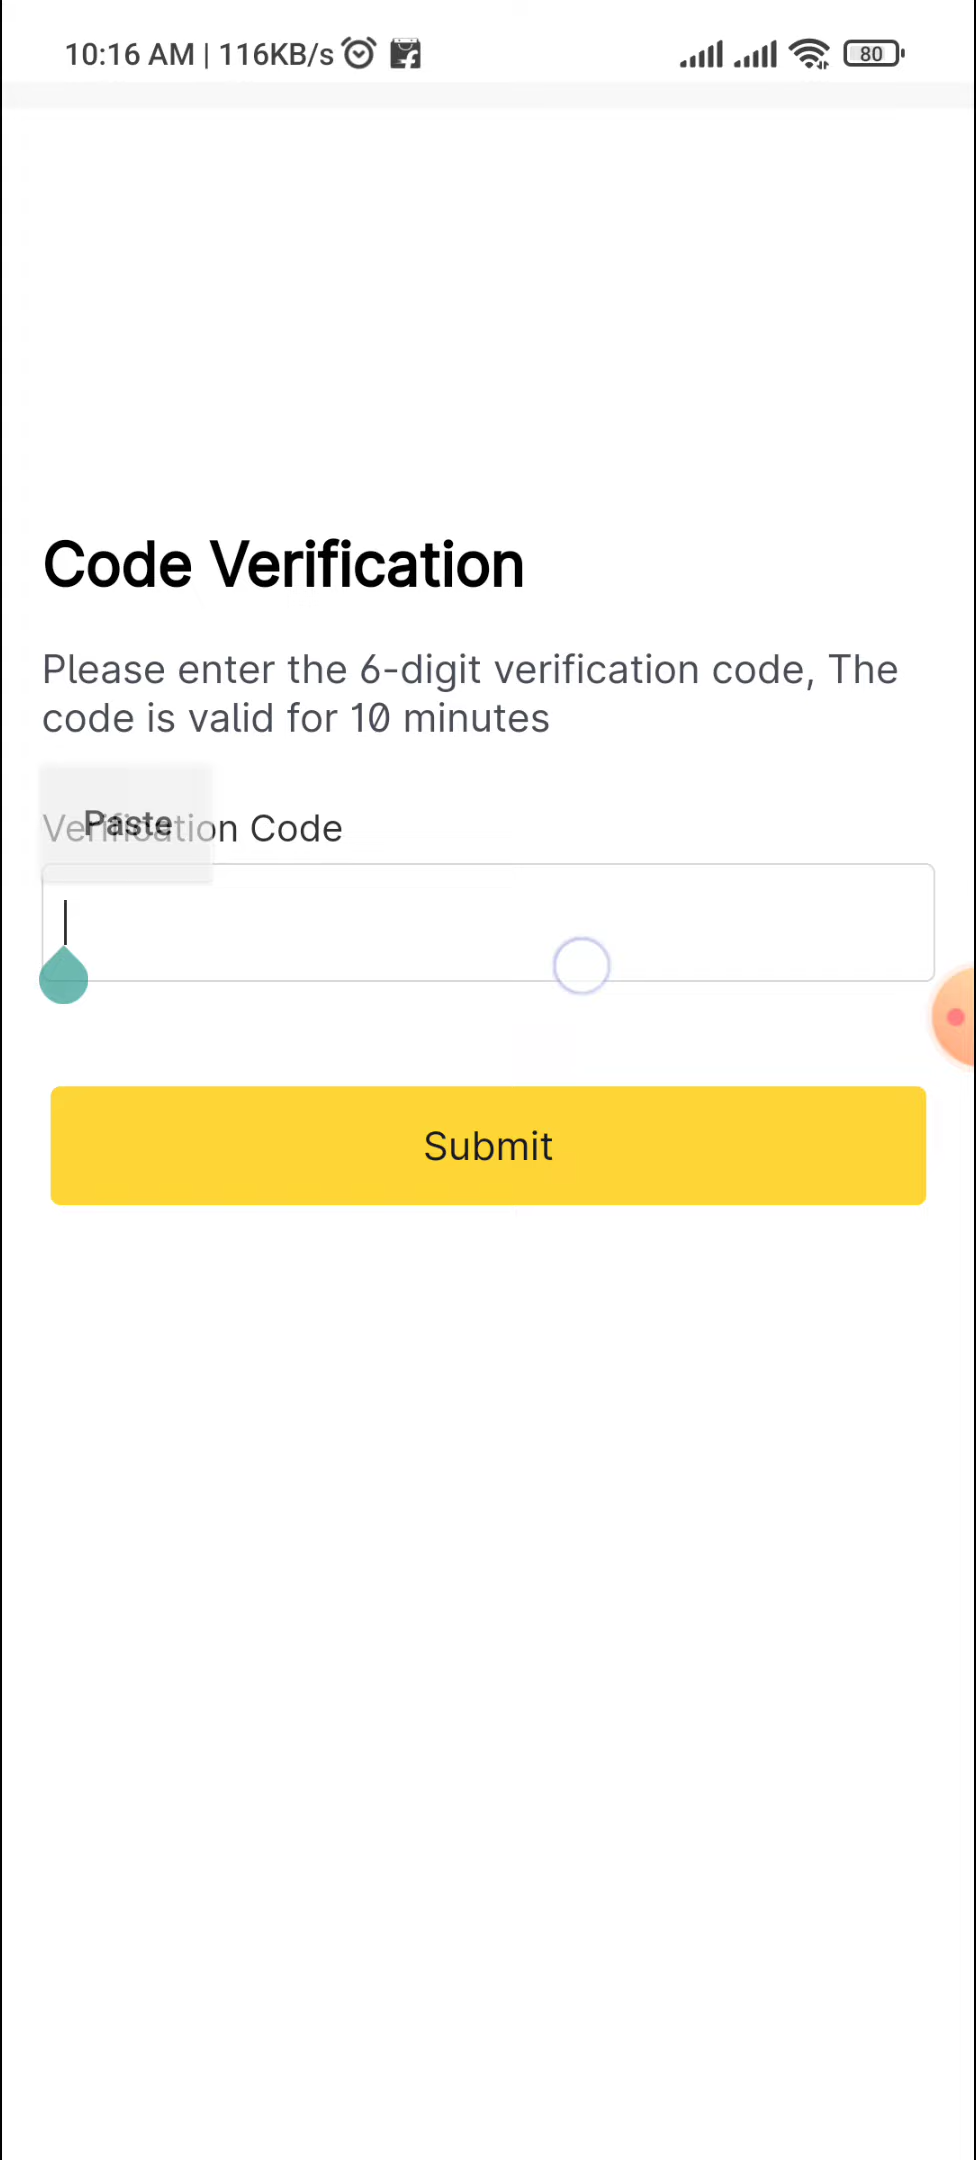 10:16 AM | 116KB/s 80
Code Verification
Please enter the 6-digit verification code, The
code is valid for 10 minutes
Paste
Verification Code
Submit